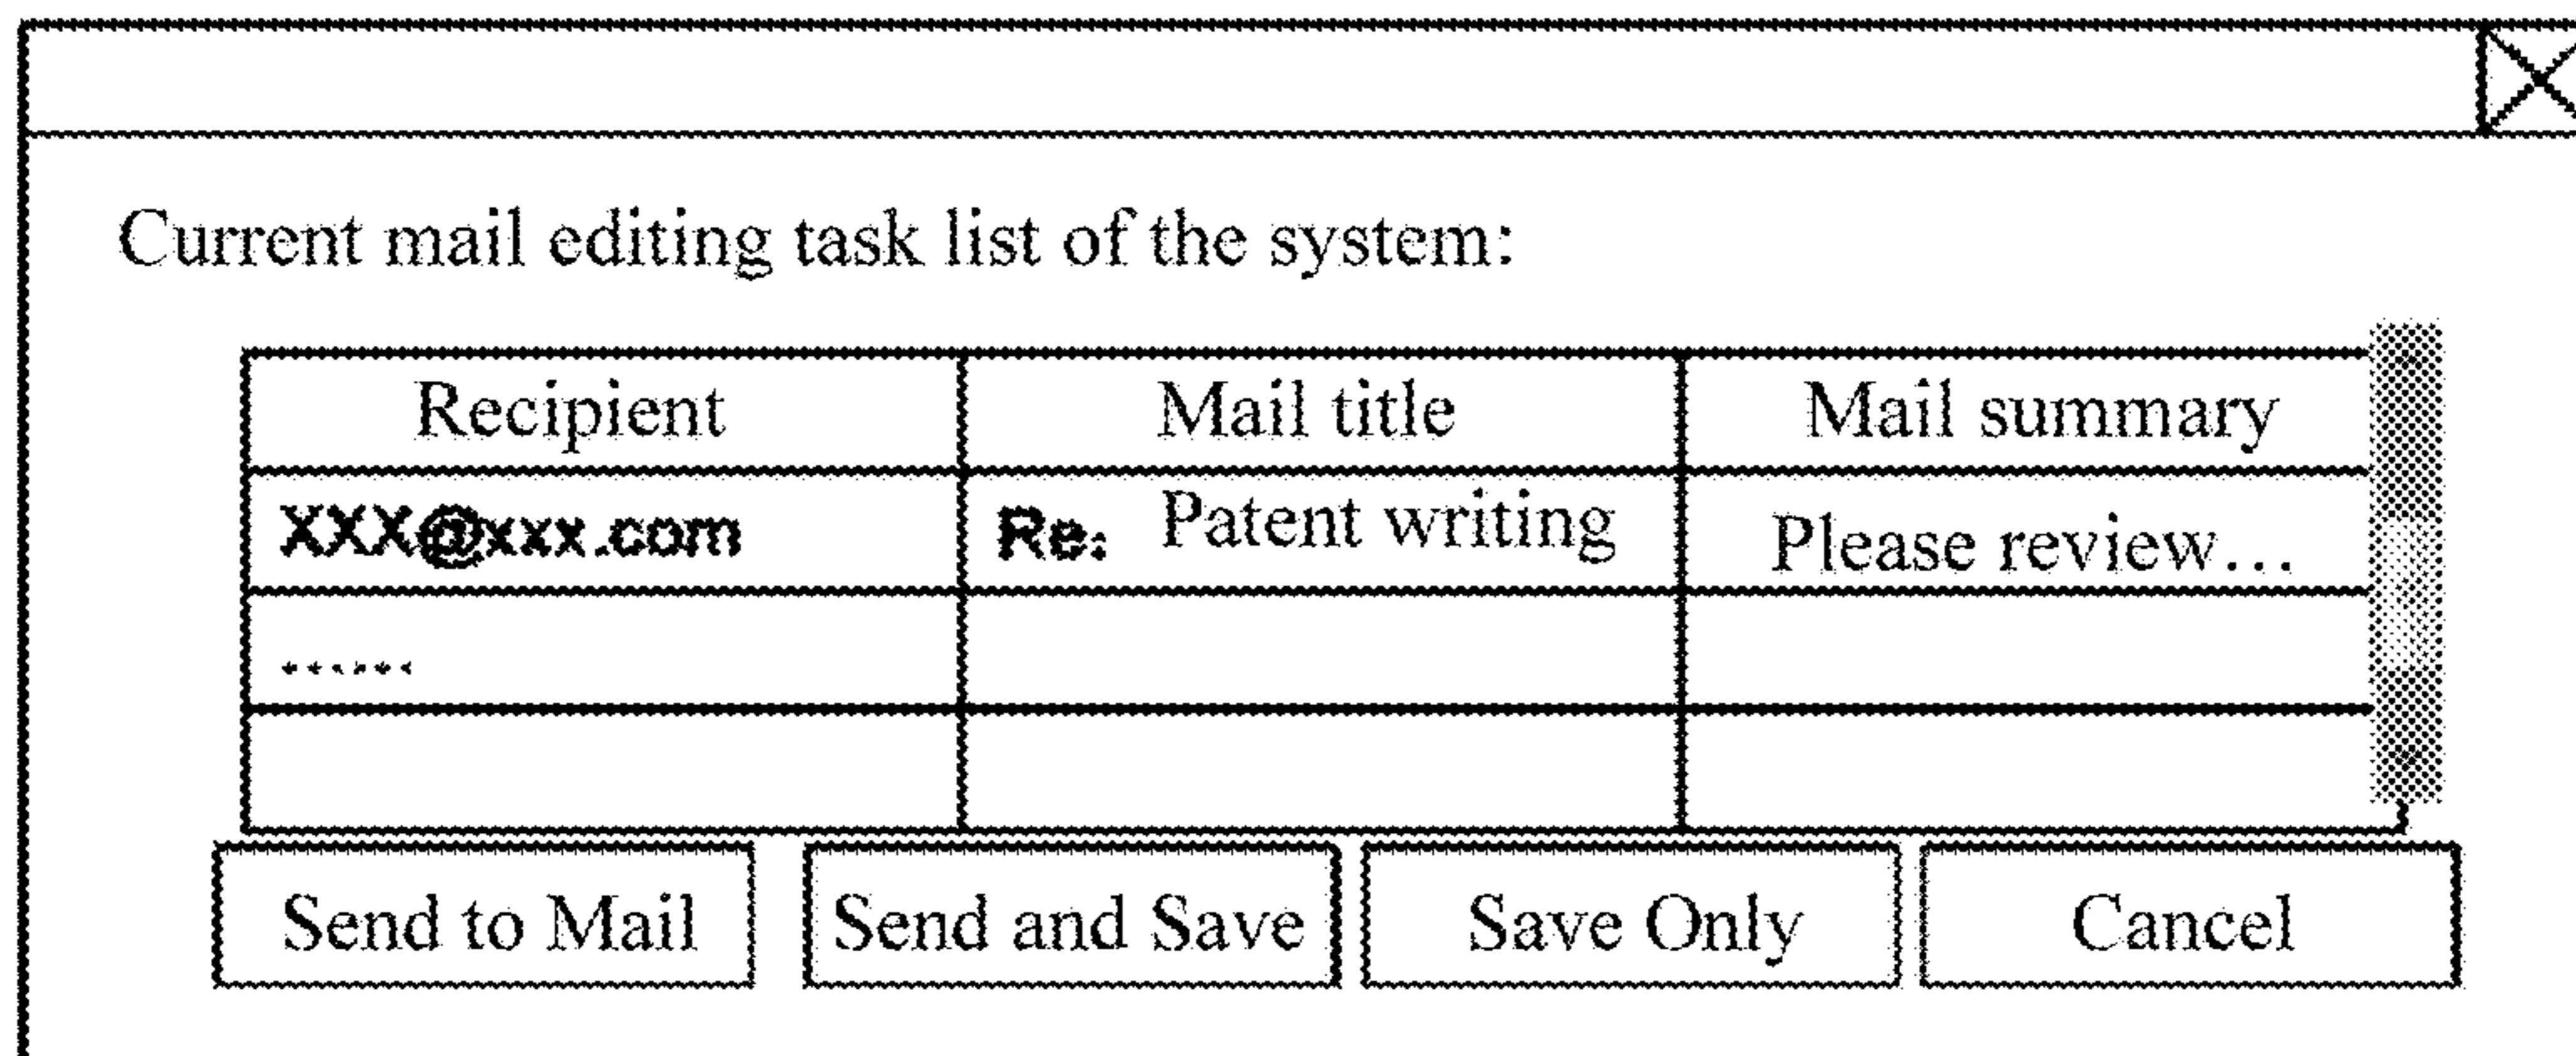 Current mail editing task list of the system:
Recipient Mail title Mail summary
XXX@xxx.com Re: Patent writing Please review...
......
Send to Mail Send and Save Save Only Cancel